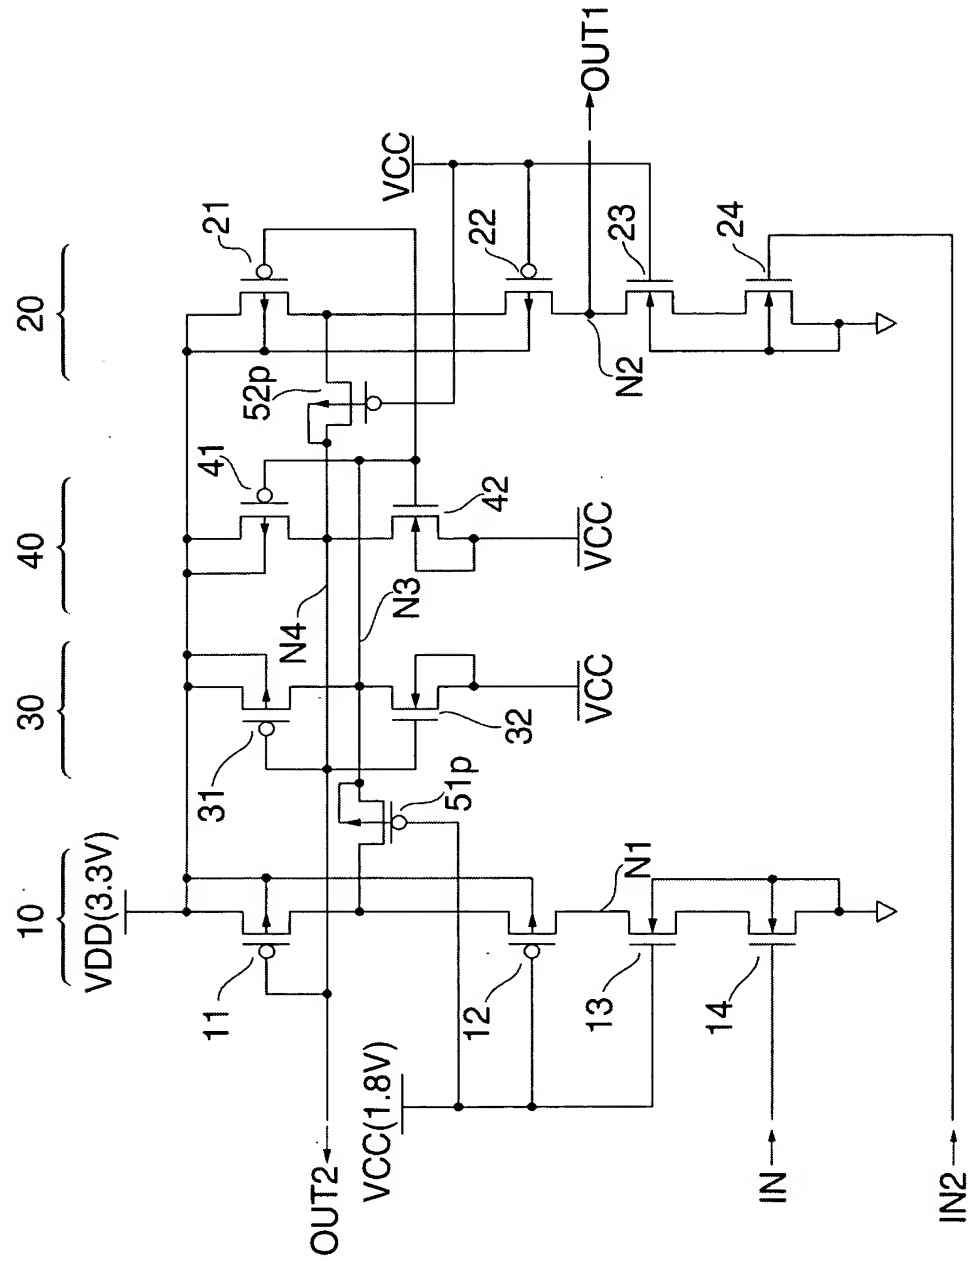 10
30
40
20
VDD(3.3V)
11
31
41
21
52p
N4
N3
OUT2
VCC(1.8V)
51p
32
42
VCC
VCC
VCC
12
22
N1
N2
OUT1
13
23
14
24
IN
IN2